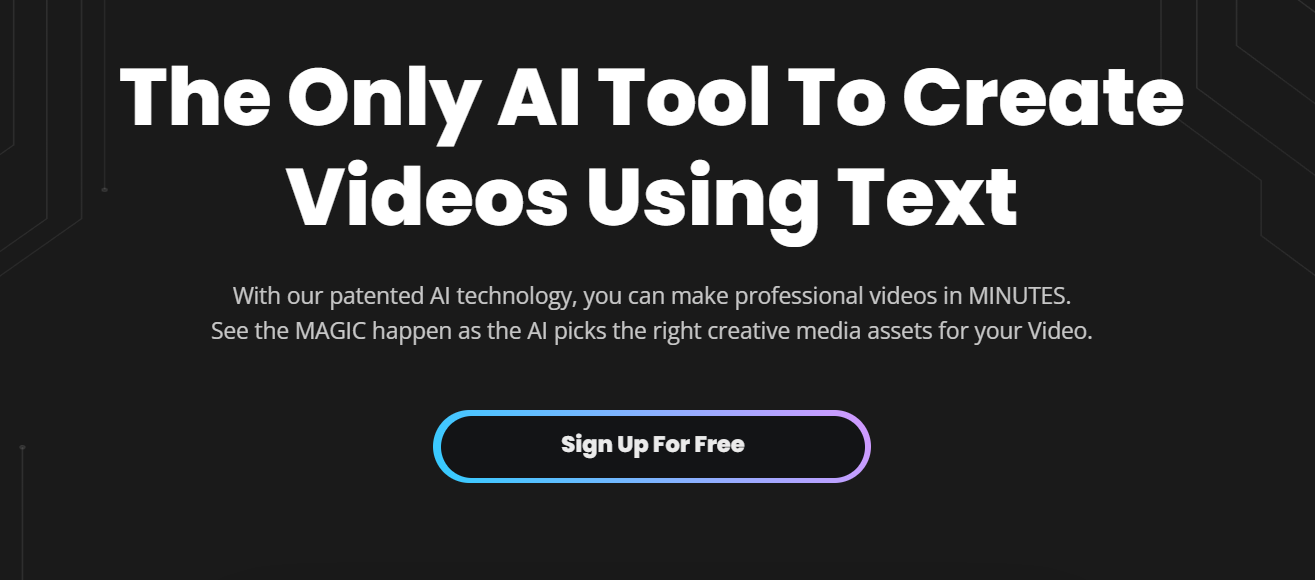 The Only AI Tool To Create
Videos Using Text
With our patented AI technology, you can make professional videos in MINUTES.
See the MAGIC happen as the AI picks the right creative media assets for your Video.
Sign Up For Free